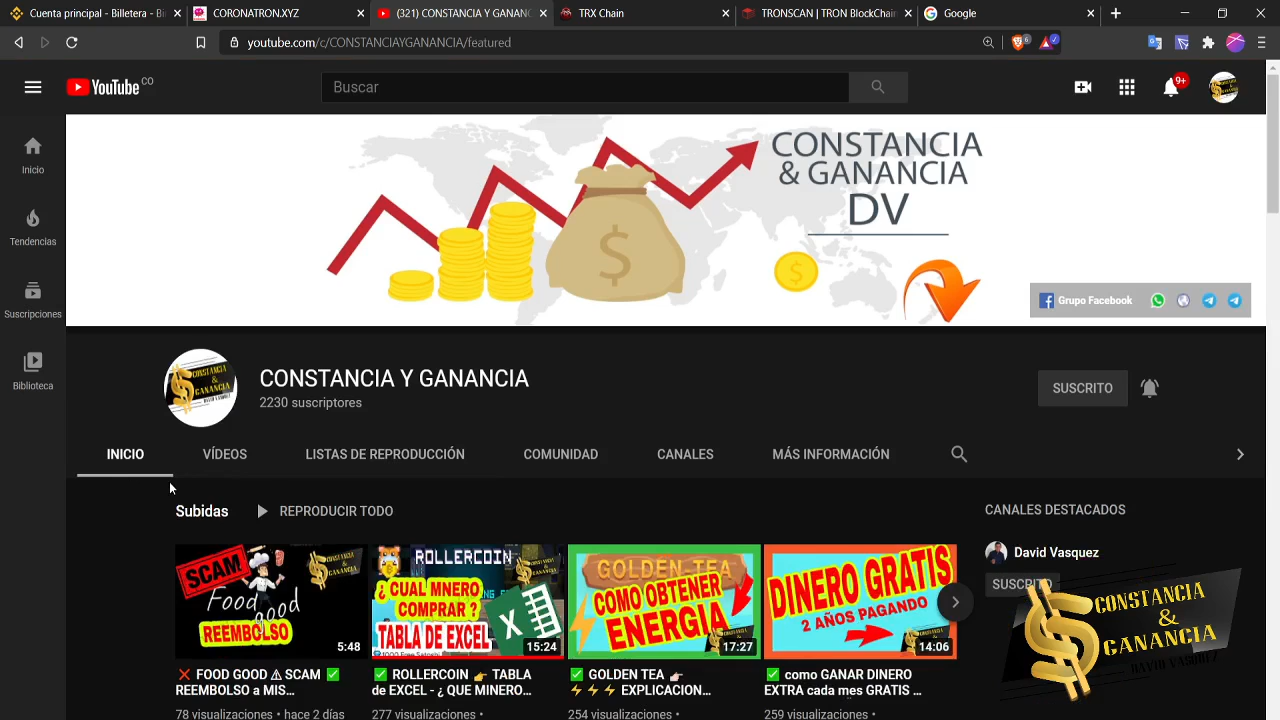 Cuenta principal - Billetera - Bi
CORONATRON.XYZ
(321) CONSTANCIA Y GANANC
TRX Chain
TRONSCAN | TRON BlockChain
Google
youtube.com/c/CONSTANCIAYGANANCIA/featured
6
YouTube CO
Buscar
9+
Inicio
Tendencias
Suscripciones
Biblioteca
CONSTANCIA
& GANANCIA
DV
Grupo Facebook
CONSTANCIA Y GANANCIA
2230 suscriptores
SUSCRITO
INICIO
VÍDEOS
LISTAS DE REPRODUCCIÓN
COMUNIDAD
CANALES
MÁS INFORMACIÓN
Subidas
REPRODUCIR TODO
SCAM
Food good
REEMBOLSO
5:48
ROLLERCOIN
¿ CUAL MNERO
COMPRAR ?
TABLA DE EXCEL
15:24
GOLDEN-TEA
COMO OBTENER
ENERGIA
17:27
DINERO GRATIS
2 AÑOS PAGANDO
14:06
❌ FOOD GOOD ⚠ SCAM ✅
REEMBOLSO a MIS...
78 visualizaciones • hace 2 días
✅ ROLLERCOIN 👉 TABLA
de EXCEL - ¿ QUE MINERO...
277 visualizaciones •
✅ GOLDEN TEA 👉🏻
⚡⚡⚡ EXPLICACION...
254 visualizaciones •
✅ como GANAR DINERO
EXTRA cada mes GRATIS ...
259 visualizaciones •
CANALES DESTACADOS
David Vasquez
SUSCRITO
CONSTANCIA
&
GANANCIA
DAVID VASQUEZ